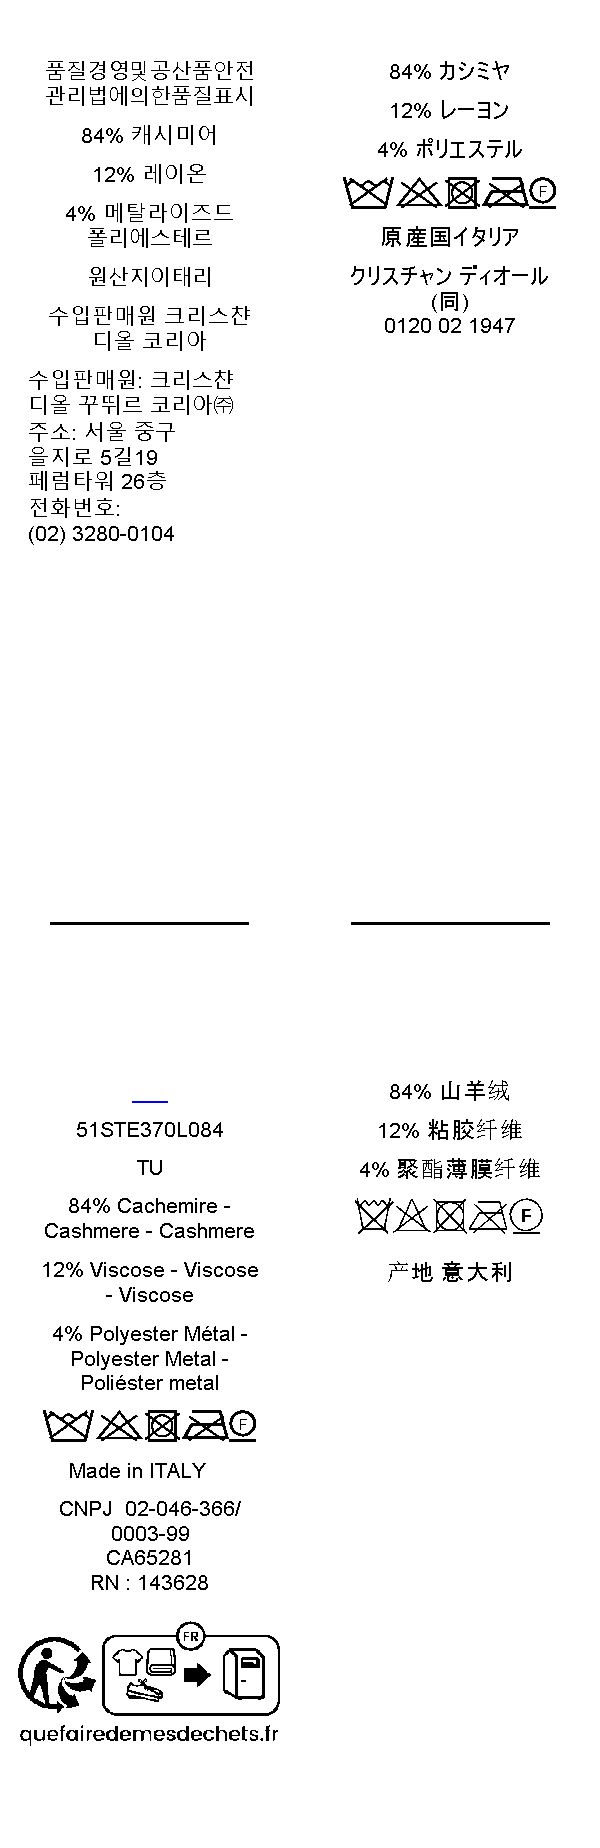 품질경영및공산품안전
관리법에의한품질표시
84% 캐시미어
12% 레이온
4% 메탈라이즈드
폴리에스테르
원산지이태리
수입판매원 크리스챤
디올 코리아
수입판매원: 크리스챤
디올 꾸뛰르 코리아㈜
주소: 서울 중구
을지로 5길19
페럼타워 26층
전화번호:
(02) 3280-0104
84% カシミヤ
12% レーヨン
4% ポリエステル
F
原産国イタリア
クリスチャン ディオール
(同)
0120 02 1947
51STE370L084
TU
84% Cachemire -
Cashmere - Cashmere
12% Viscose - Viscose
- Viscose
4% Polyester Métal -
Polyester Metal -
Poliéster metal
F
Made in ITALY
CNPJ 02-046-366/
0003-99
CA65281
RN : 143628
FR
quefairedemesdechets.fr
84% 山羊绒
12% 粘胶纤维
4% 聚酯薄膜纤维
F
产地 意大利